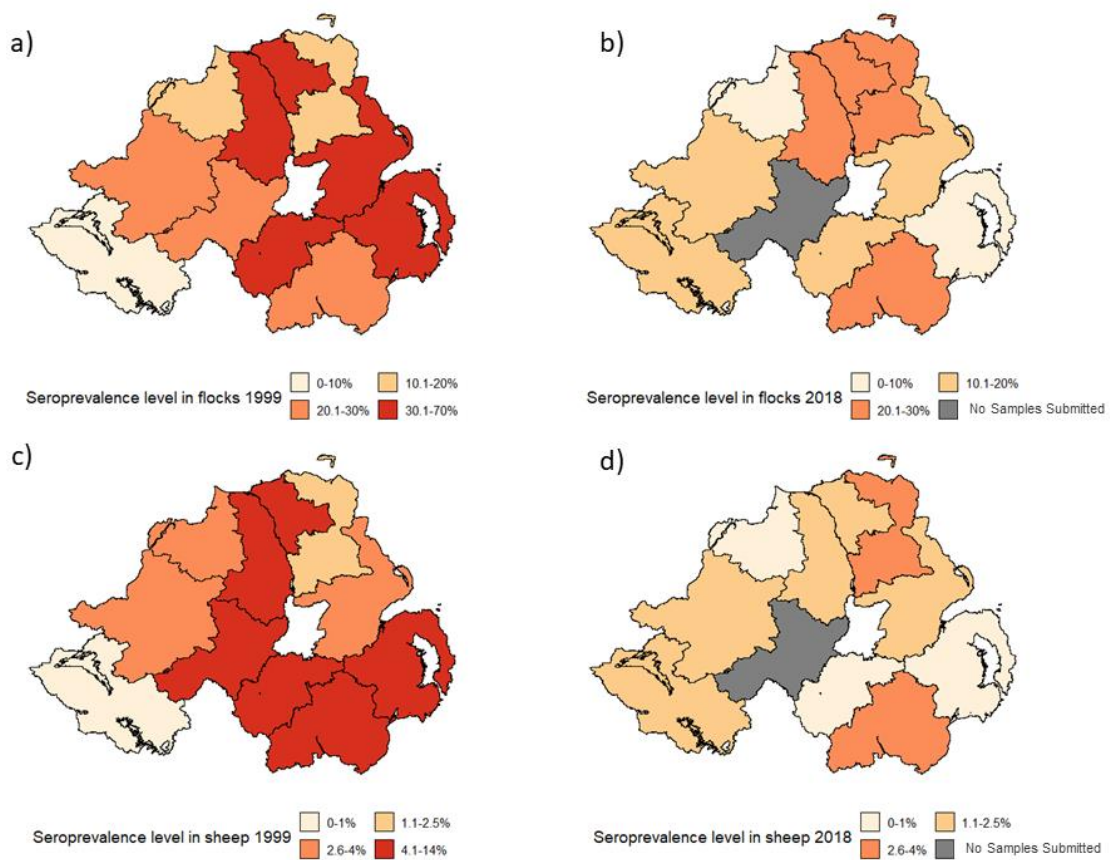 a)
b)
Seroprevalence level in flocks 1999
0-10%
10.1-20%
20.1-30%
30.1-70%
Seroprevalence level in flocks 2018
0-10%
10.1-20%
20.1-30%
No Samples Submitted
c)
d)
Seroprevalence level in sheep 1999
0-1%
1.1-2.5%
2.6-4%
4.1-14%
Seroprevalence level in sheep 2018
0-1%
1.1-2.5%
2.6-4%
No Samples Submitted